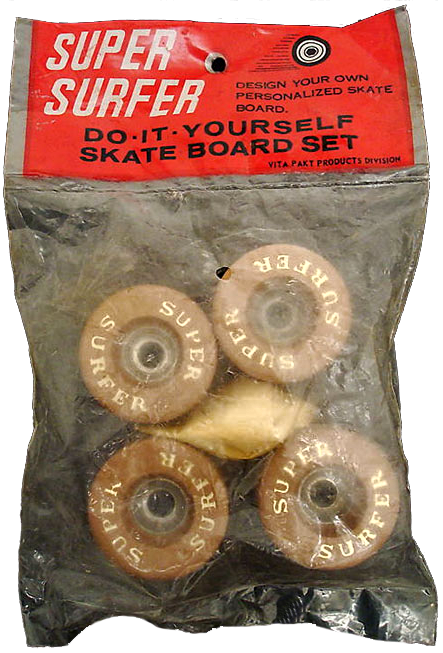 SUPER
SURFER
DESIGN YOUR OWN
PERSONALIZED SKATE
BOARD.
DO·IT·YOURSELF
SKATE BOARD SET
VITA PAKT PRODUCTS DIVISION
SUPER SURFER
SUPER SURFER
SUPER SURFER
SUPER SURFER